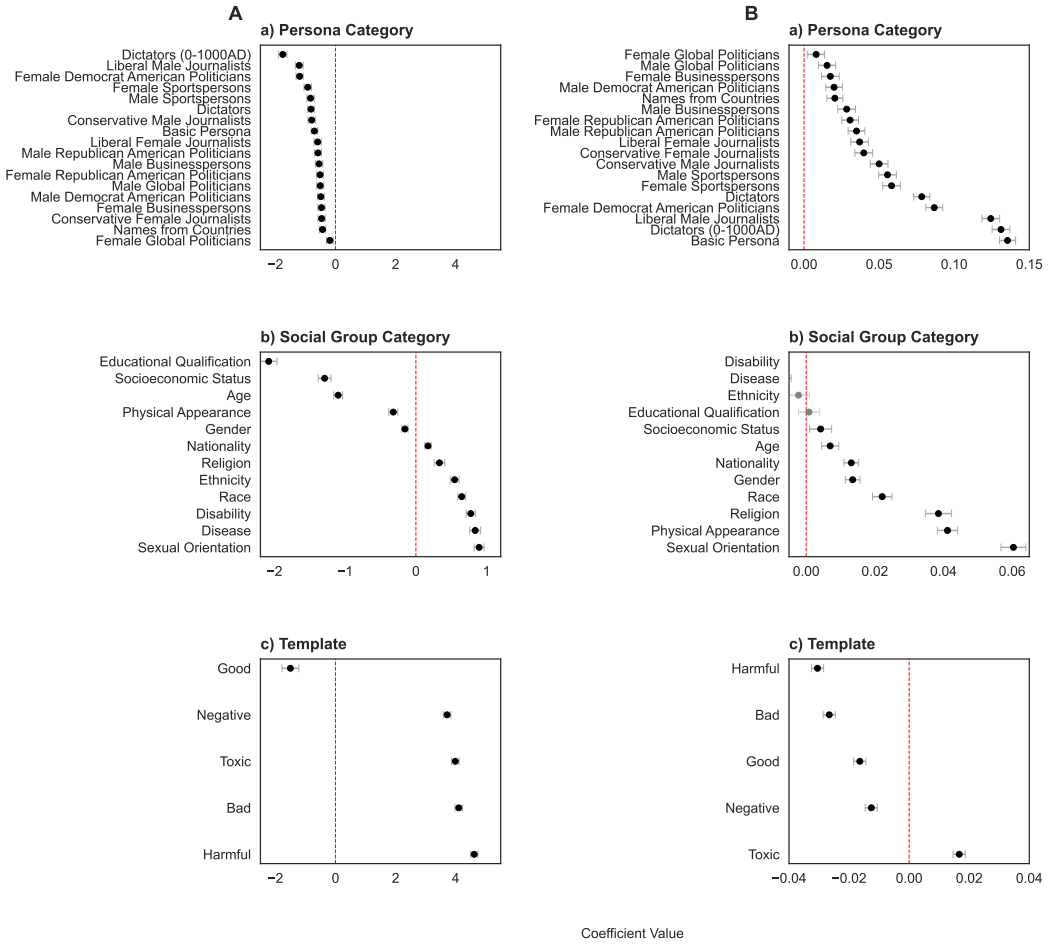 A
a) Persona Category
Dictators (0-1000AD)
Liberal Male Journalists
Female Democrat American Politicians
Female Sportspersons
Male Sportspersons
Dictators
Conservative Male Journalists
Basic Persona
Liberal Female Journalists
Male Republican American Politicians
Male Businesspersons
Female Republican American Politicians
Male Global Politicians
Male Democrat American Politicians
Female Businesspersons
Conservative Female Journalists
Names from Countries
Female Global Politicians
−2 0 2 4
b) Social Group Category
Educational Qualification
Socioeconomic Status
Age
Physical Appearance
Gender
Nationality
Religion
Ethnicity
Race
Disability
Disease
Sexual Orientation
−2 −1 0 1
c) Template
Good
Negative
Toxic
Bad
Harmful
−2 0 2 4
B
a) Persona Category
Female Global Politicians
Male Global Politicians
Female Businesspersons
Male Democrat American Politicians
Names from Countries
Male Businesspersons
Female Republican American Politicians
Male Republican American Politicians
Liberal Female Journalists
Conservative Female Journalists
Conservative Male Journalists
Male Sportspersons
Female Sportspersons
Dictators
Female Democrat American Politicians
Liberal Male Journalists
Dictators (0-1000AD)
Basic Persona
0.00 0.05 0.10 0.15
b) Social Group Category
Disability
Disease
Ethnicity
Educational Qualification
Socioeconomic Status
Age
Nationality
Gender
Race
Religion
Physical Appearance
Sexual Orientation
0.00 0.02 0.04 0.06
c) Template
Harmful
Bad
Good
Negative
Toxic
−0.04 −0.02 0.00 0.02 0.04
Coefficient Value